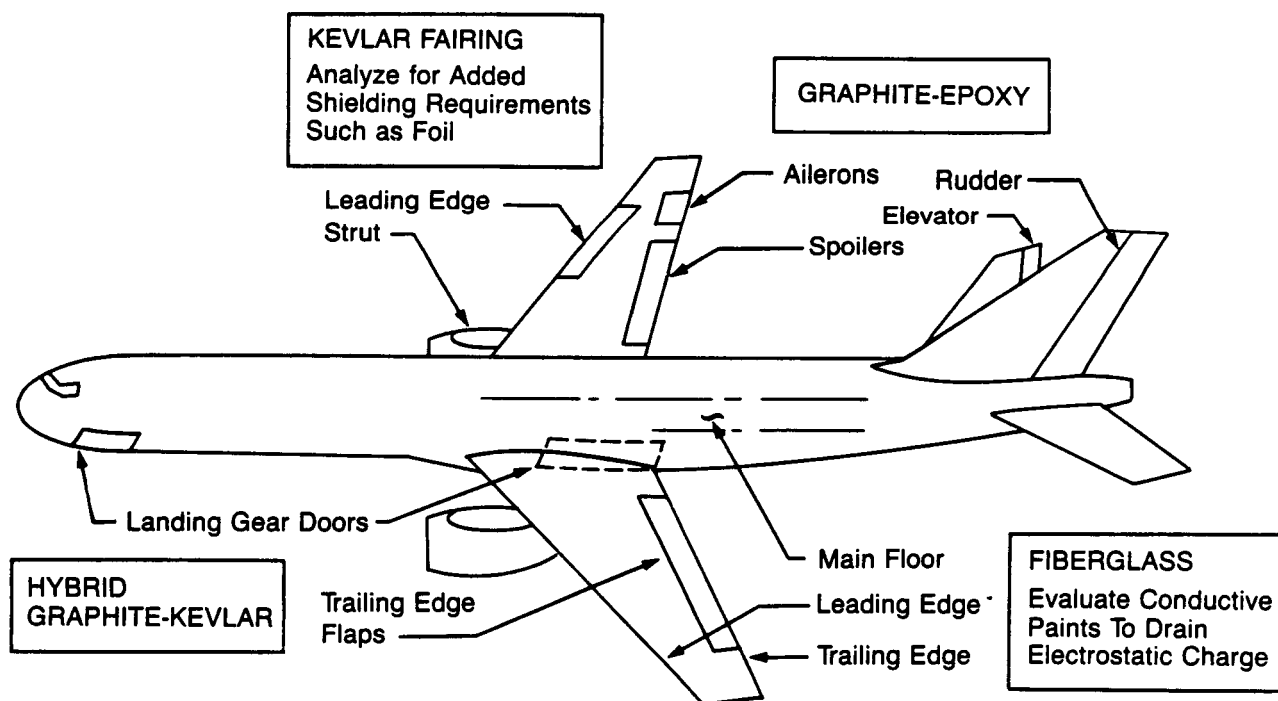 KEVLAR FAIRING
Analyze for Added
Shielding Requirements
Such as Foil
GRAPHITE-EPOXY
Leading Edge
Strut
Ailerons
Spoilers
Rudder
Elevator
Landing Gear Doors
HYBRID
GRAPHITE-KEVLAR
Trailing Edge
Flaps
Main Floor
Leading Edge
Trailing Edge
FIBERGLASS
Evaluate Conductive
Paints To Drain
Electrostatic Charge